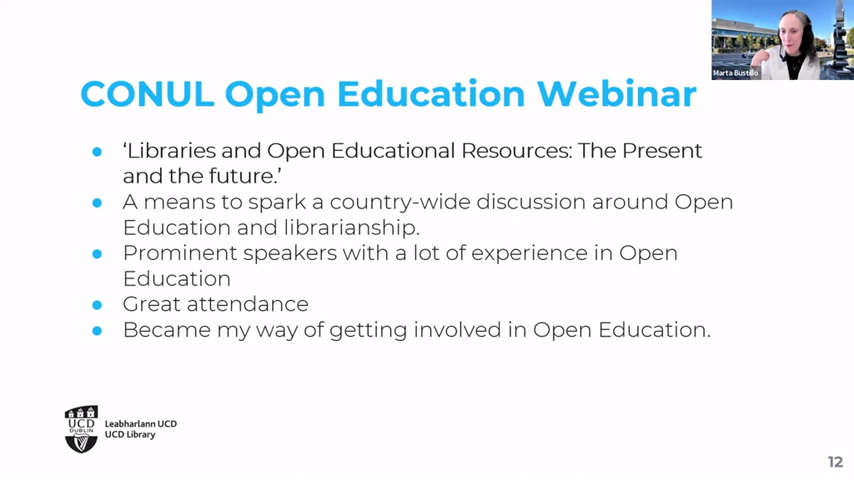 Marta Bustillo
CONUL Open Education Webinar
● ‘Libraries and Open Educational Resources: The Present
and the future.’
● A means to spark a country-wide discussion around Open
Education and librarianship.
● Prominent speakers with a lot of experience in Open
Education
● Great attendance
● Became my way of getting involved in Open Education.
UCD
DUBLIN
Leabharlann UCD
UCD Library
12